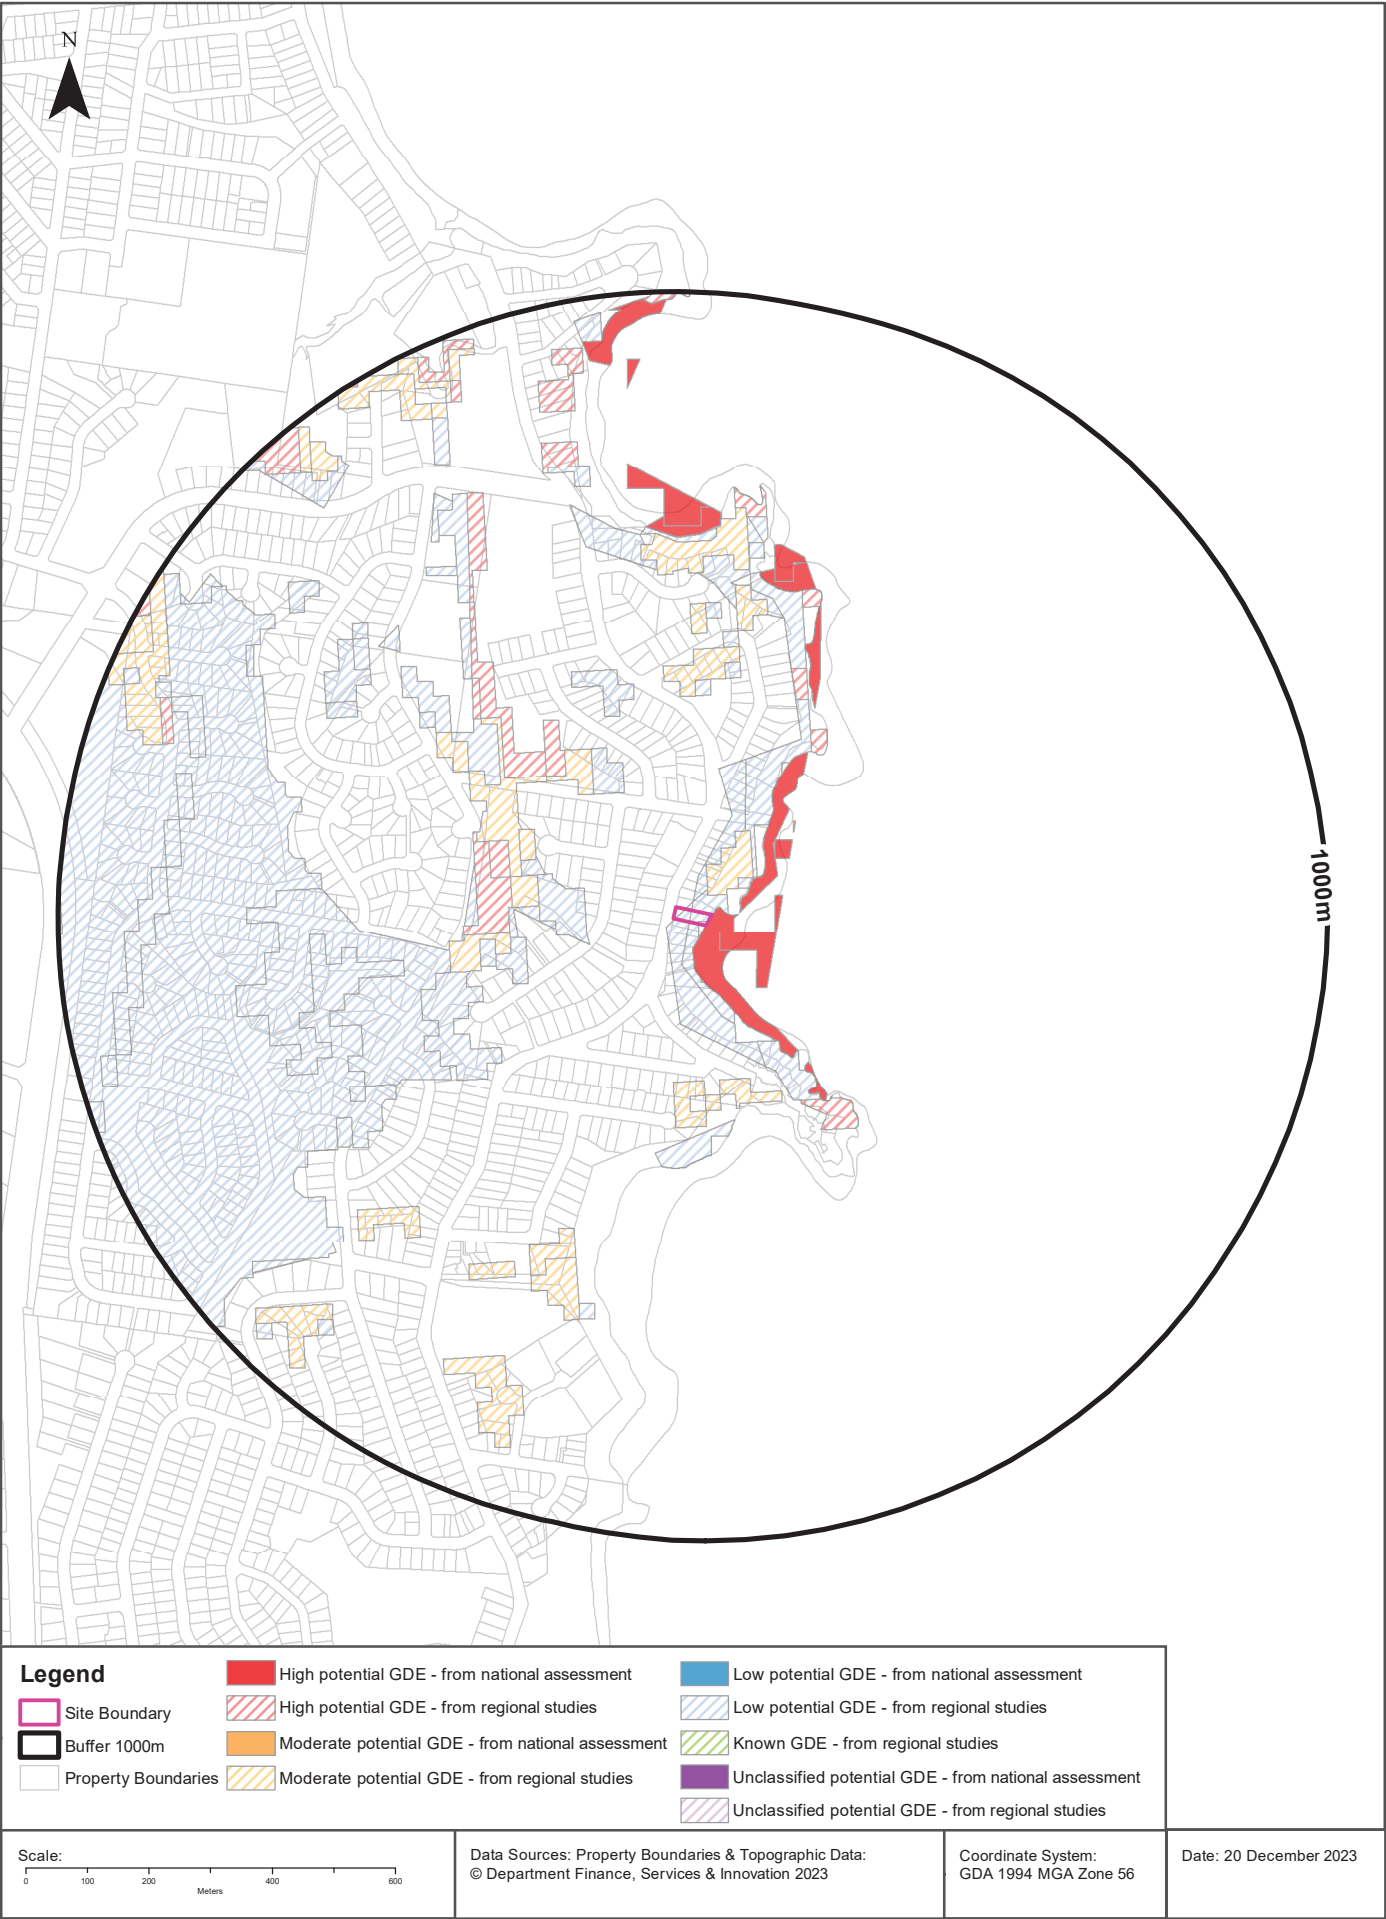 N
1000m
Legend
Site Boundary
Buffer 1000m
Property Boundaries
High potential GDE - from national assessment
High potential GDE - from regional studies
Moderate potential GDE - from national assessment
Moderate potential GDE - from regional studies
Low potential GDE - from national assessment
Low potential GDE - from regional studies
Known GDE - from regional studies
Unclassified potential GDE - from national assessment
Unclassified potential GDE - from regional studies
Scale:
0 100 200 400 600
Meters
Data Sources: Property Boundaries & Topographic Data:
© Department Finance, Services & Innovation 2023
Coordinate System:
GDA 1994 MGA Zone 56
Date: 20 December 2023